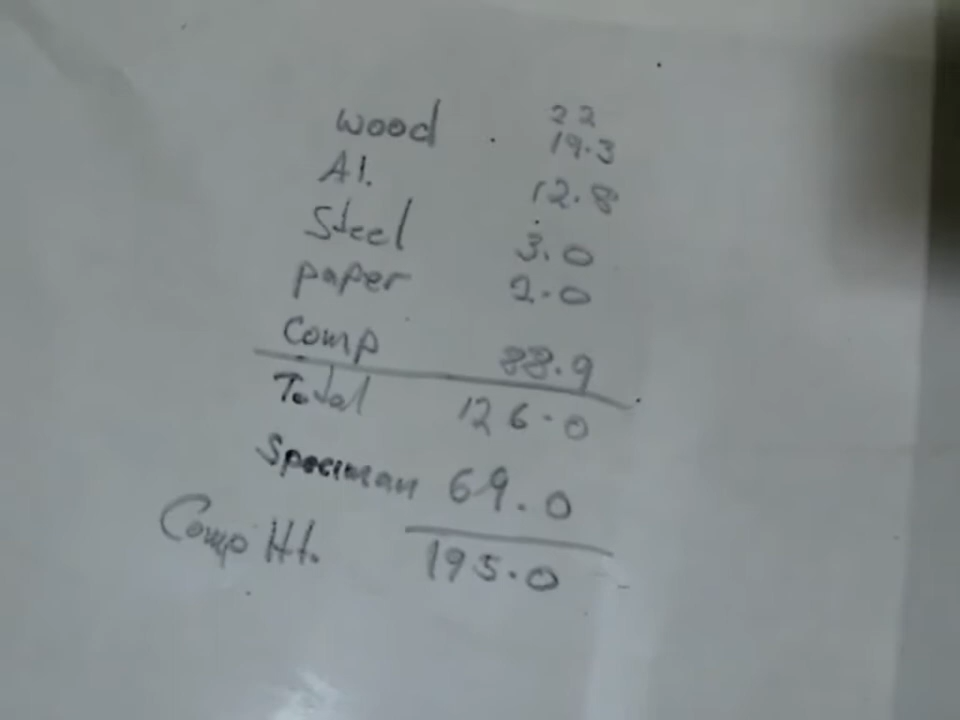 22
wood 19.3
Al. 12.8
Steel 3.0
paper 2.0
Comp 88.9
Total 126.0
Speciman 69.0
Comp Ht. 195.0